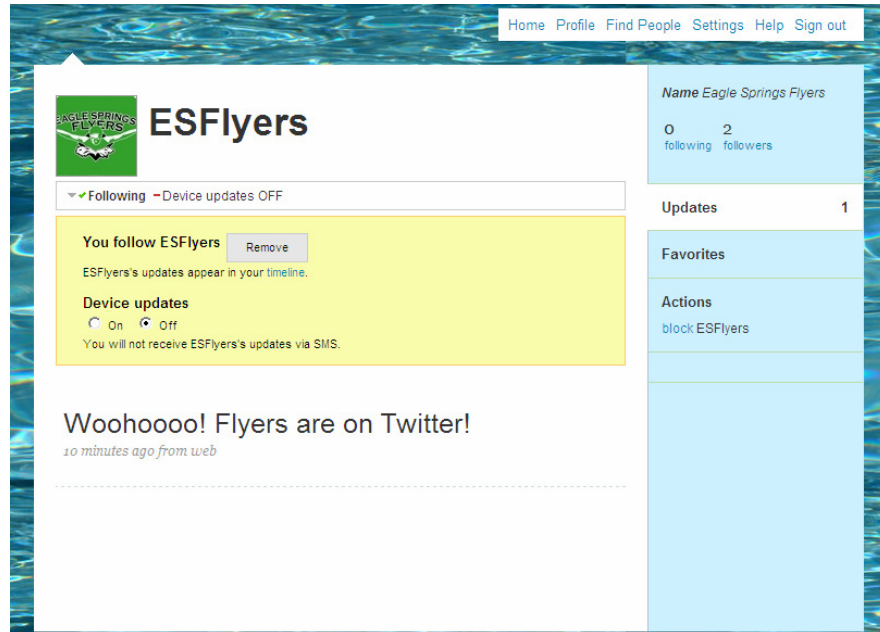 Home Profile Find People Settings Help Sign out
EAGLE SPRINGS
FLYERS
ESFlyers
Following Device updates OFF
You follow ESFlyers Remove
ESFlyers's updates appear in your timeline.
Device updates
On Off
You will not receive ESFlyers's updates via SMS.
Woohoooo! Flyers are on Twitter!
10 minutes ago from web
Name Eagle Springs Flyers
0 2
following followers
Updates 1
Favorites
Actions
block ESFlyers